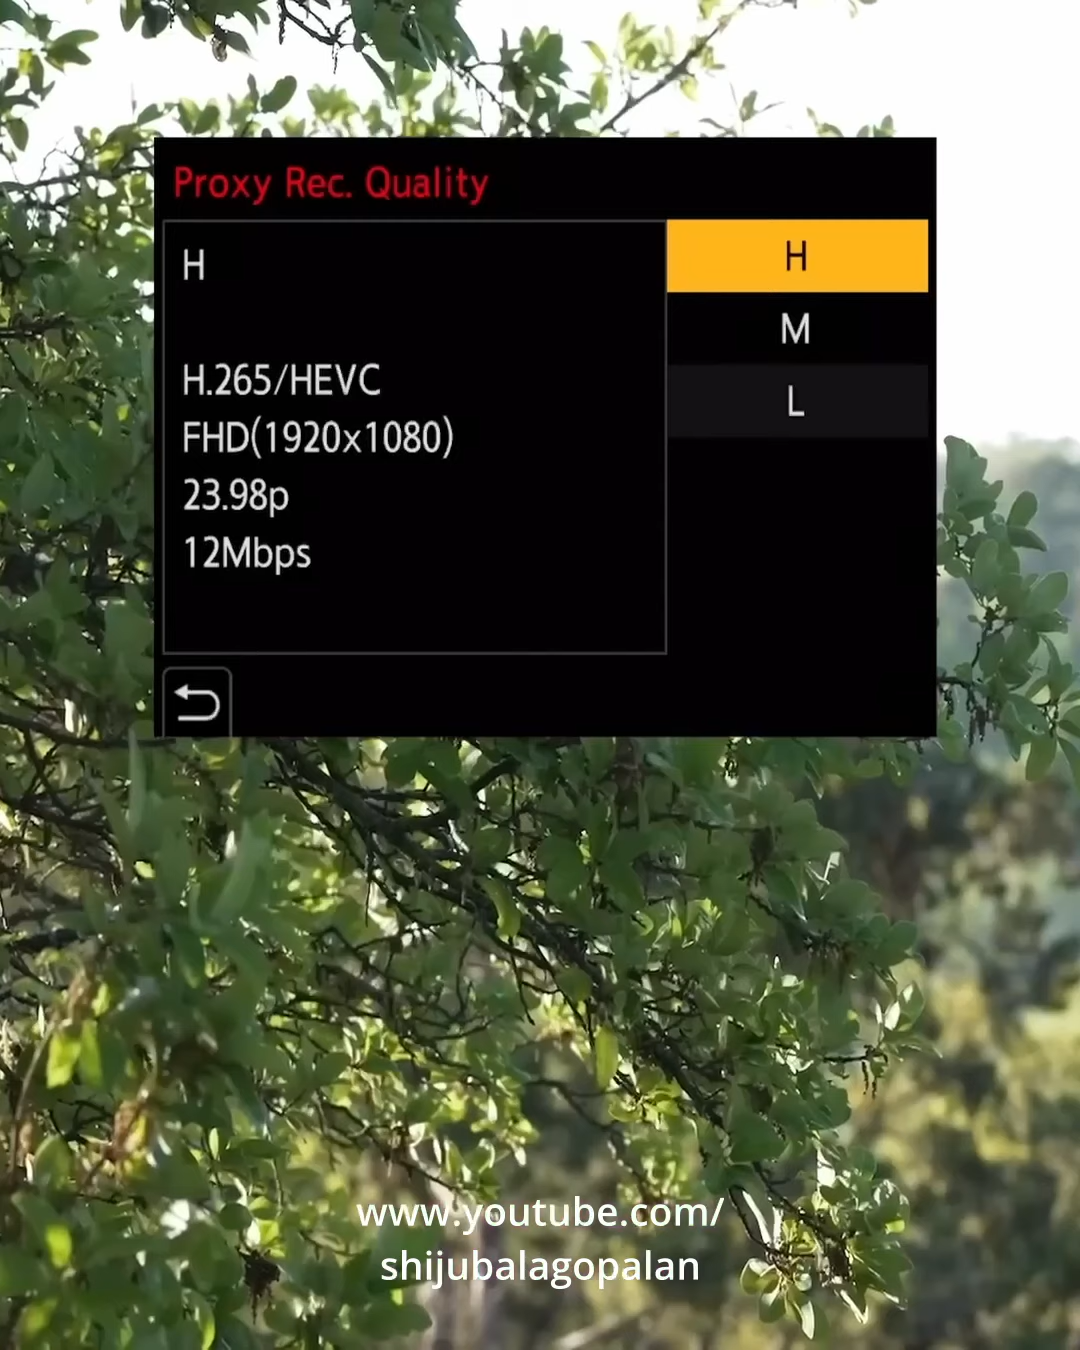 Proxy Rec. Quality
H
H.265/HEVC
FHD(1920x1080)
23.98p
12Mbps
H
M
L
www.youtube.com/
shijubalagopalan